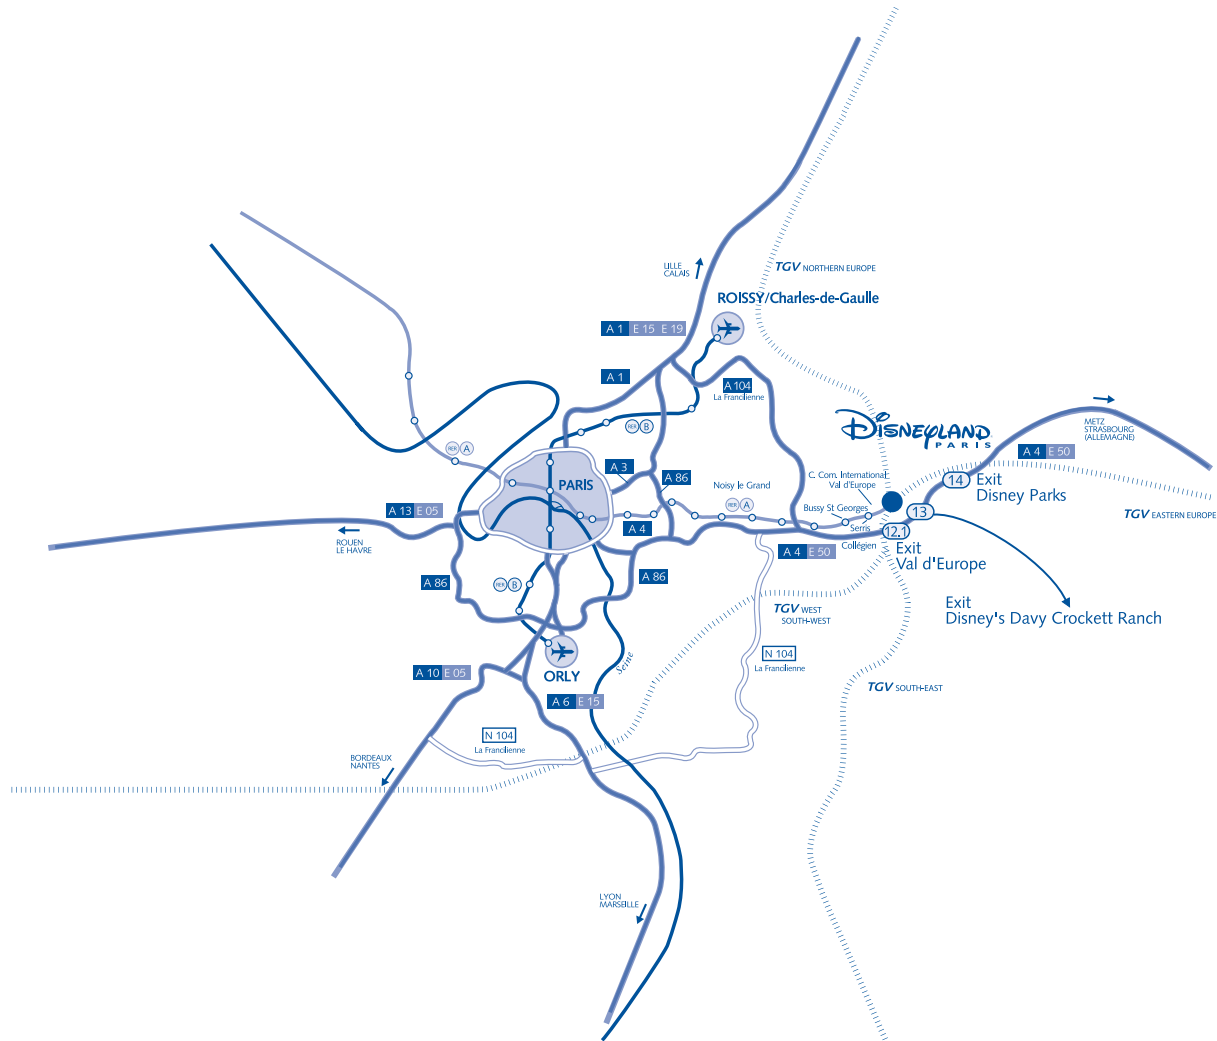 LILLE
CALAIS
TGV NORTHERN EUROPE
ROISSY/Charles-de-Gaulle
A 1 E 15 E 19
A 1
A 104
La Francilienne
DISNEYLAND
PARIS
METZ
STRASBOURG
(ALLEMAGNE)
A 4 E 50
RER B
RER A
A 3
A 86
PARIS
Noisy le Grand
C. Com. International
Val d'Europe
14
Exit
Disney Parks
RER A
Bussy St Georges
13
TGV EASTERN EUROPE
A 13 E 05
A 4
Serris
12.1
ROUEN
LE HAVRE
Collégien
A 4 E 50
Exit
Val d'Europe
A 86
RER B
A 86
TGV WEST
SOUTH-WEST
Exit
Disney's Davy Crockett Ranch
N 104
La Francilienne
Seine
A 10 E 05
ORLY
TGV SOUTH-EAST
A 6 E 15
N 104
La Francilienne
BORDEAUX
NANTES
LYON
MARSEILLE